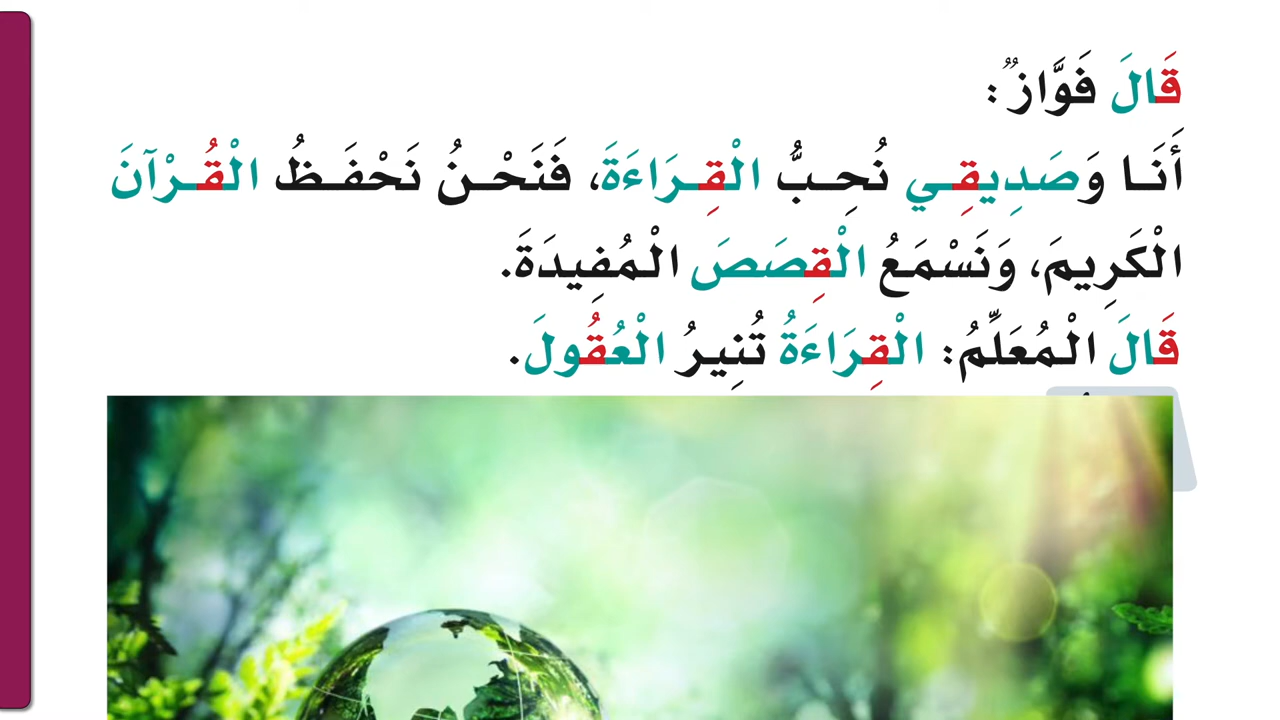 قَالَ فَوَّازٌ:
أَنَا وَصَدِيقِي نُحِبُّ الْقِرَاءَةَ، فَنَحْنُ نَحْفَظُ الْقُرْآنَ
الْكَرِيمَ، وَنَسْمَعُ الْقِصَصَ الْمُفِيدَةَ.
قَالَ الْمُعَلِّمُ: الْقِرَاءَةُ تُنِيرُ الْعُقُولَ.